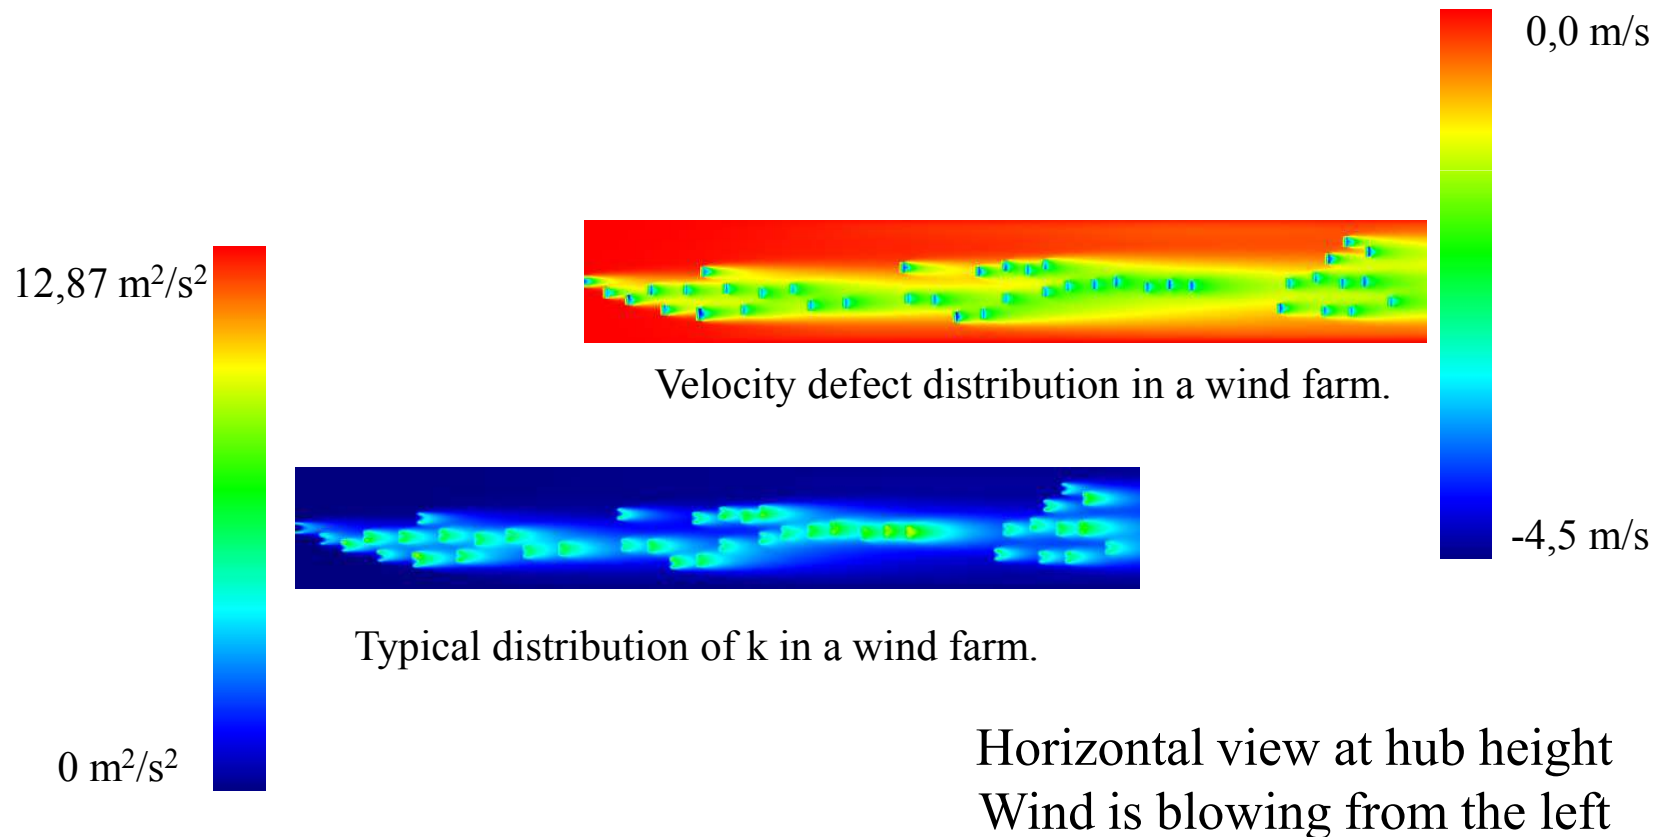 0,0 m/s
12,87 m²/s²
Velocity defect distribution in a wind farm.
-4,5 m/s
Typical distribution of k in a wind farm.
0 m²/s²
Horizontal view at hub height
Wind is blowing from the left